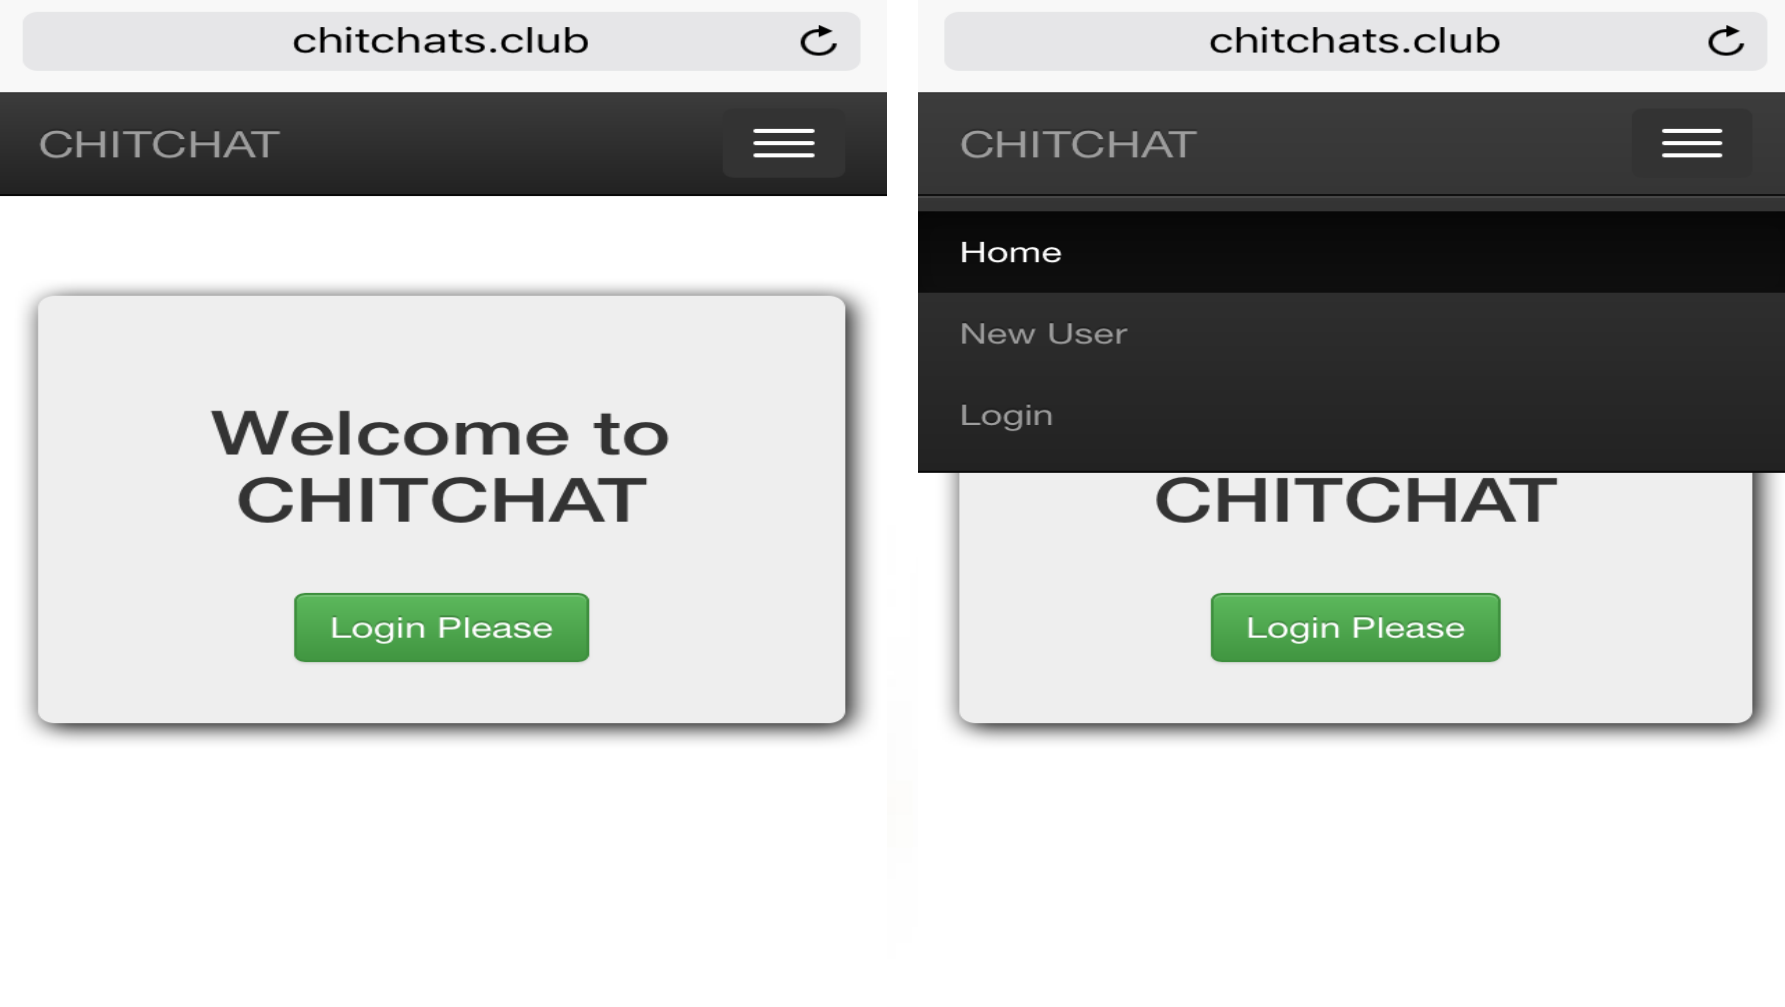 chitchats.club
CHITCHAT
Welcome to
CHITCHAT
Login Please
chitchats.club
CHITCHAT
Home
New User
Login
CHITCHAT
Login Please